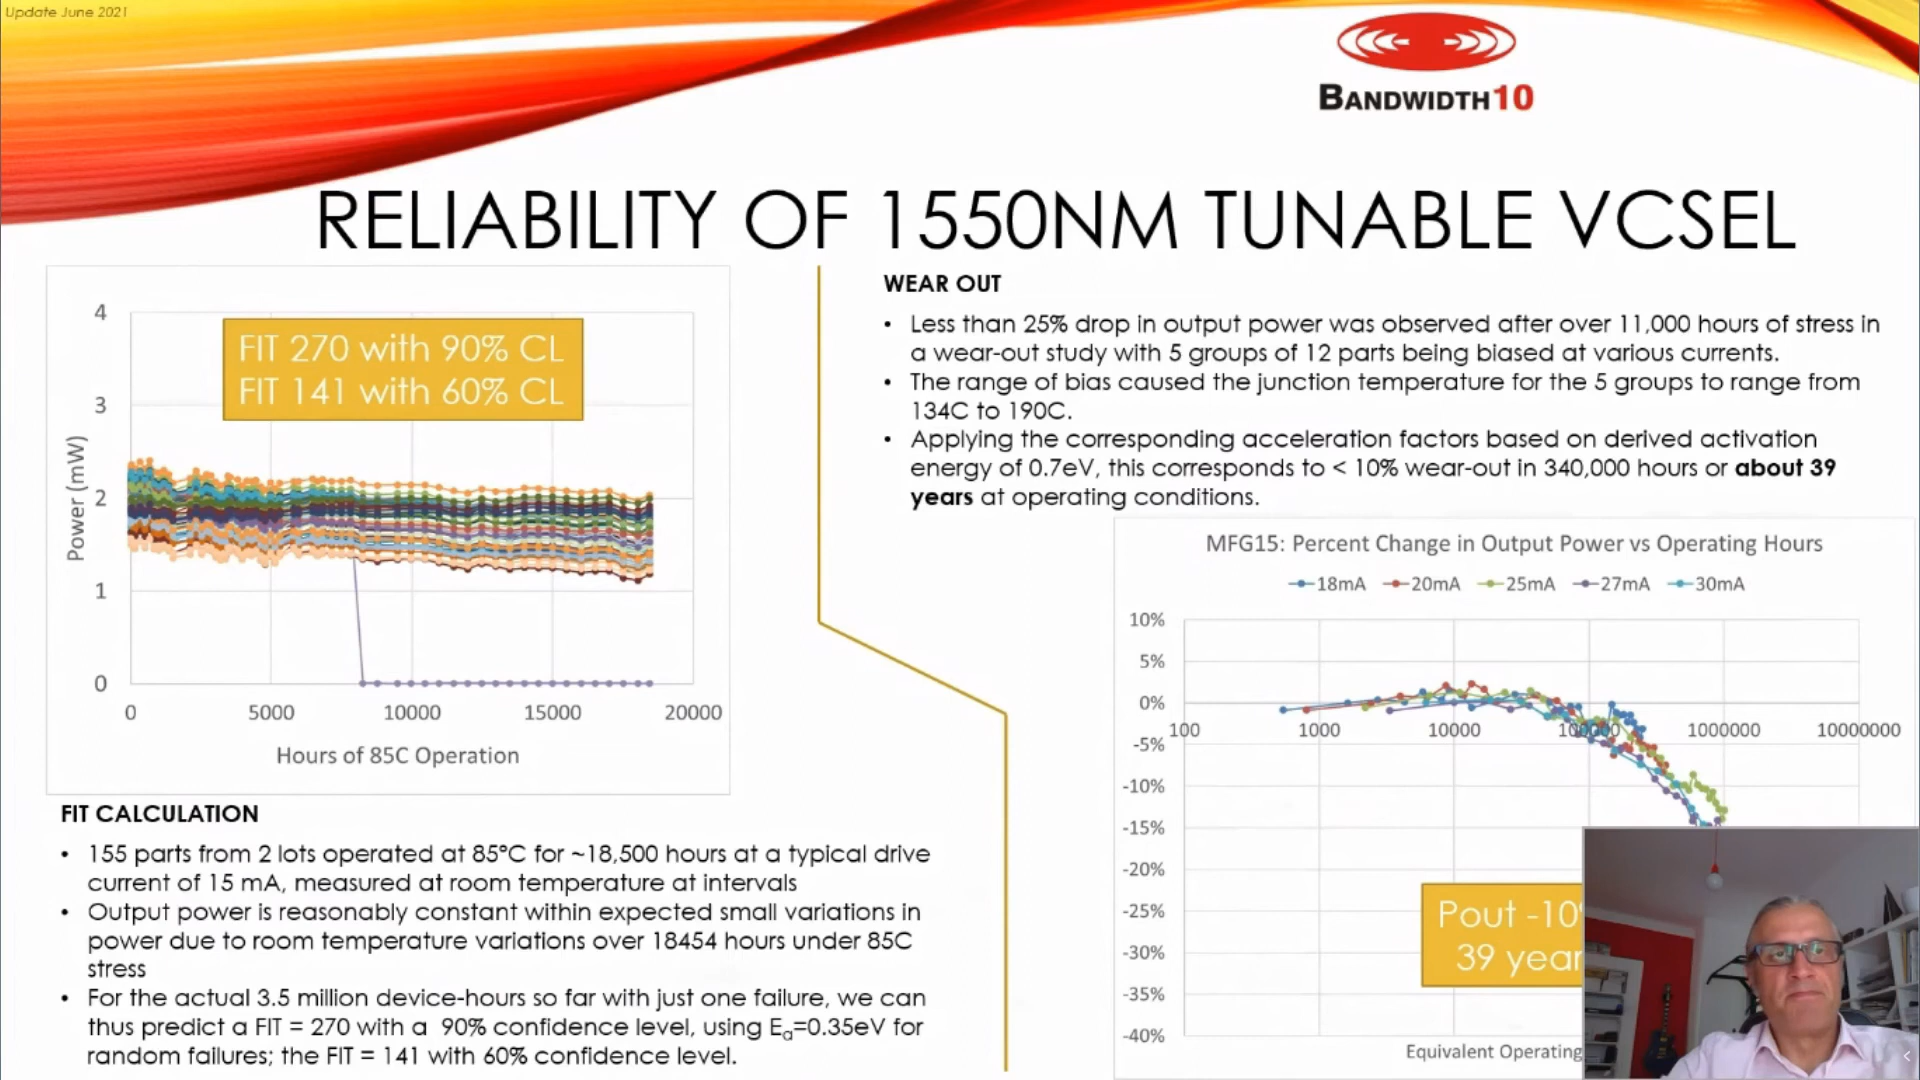 Update June 2021
BANDWIDTH10
RELIABILITY OF 1550NM TUNABLE VCSEL
4
3
2
1
0
Power (mW)
FIT 270 with 90% CL
FIT 141 with 60% CL
0 5000 10000 15000 20000
Hours of 85C Operation
FIT CALCULATION
• 155 parts from 2 lots operated at 85°C for ~18,500 hours at a typical drive
current of 15 mA, measured at room temperature at intervals
• Output power is reasonably constant within expected small variations in
power due to room temperature variations over 18454 hours under 85C
stress
• For the actual 3.5 million device-hours so far with just one failure, we can
thus predict a FIT = 270 with a 90% confidence level, using Ea=0.35eV for
random failures; the FIT = 141 with 60% confidence level.
WEAR OUT
• Less than 25% drop in output power was observed after over 11,000 hours of stress in
a wear-out study with 5 groups of 12 parts being biased at various currents.
• The range of bias caused the junction temperature for the 5 groups to range from
134C to 190C.
• Applying the corresponding acceleration factors based on derived activation
energy of 0.7eV, this corresponds to < 10% wear-out in 340,000 hours or about 39
years at operating conditions.
MFG15: Percent Change in Output Power vs Operating Hours
18mA 20mA 25mA 27mA 30mA
10%
5%
0%
100 1000 10000 100000 1000000 10000000
-5%
-10%
-15%
-20%
-25%
-30%
-35%
-40%
Pout -10
39 year
Equivalent Operating